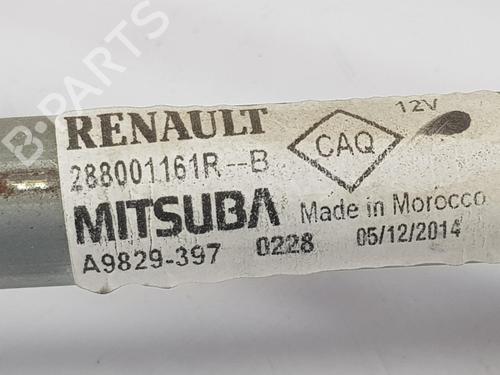 RENAULT
288001161R--B
CAQ
12V
MITSUBA
Made in Morocco
A9829-397 0228 05/12/2014
B-PARTS